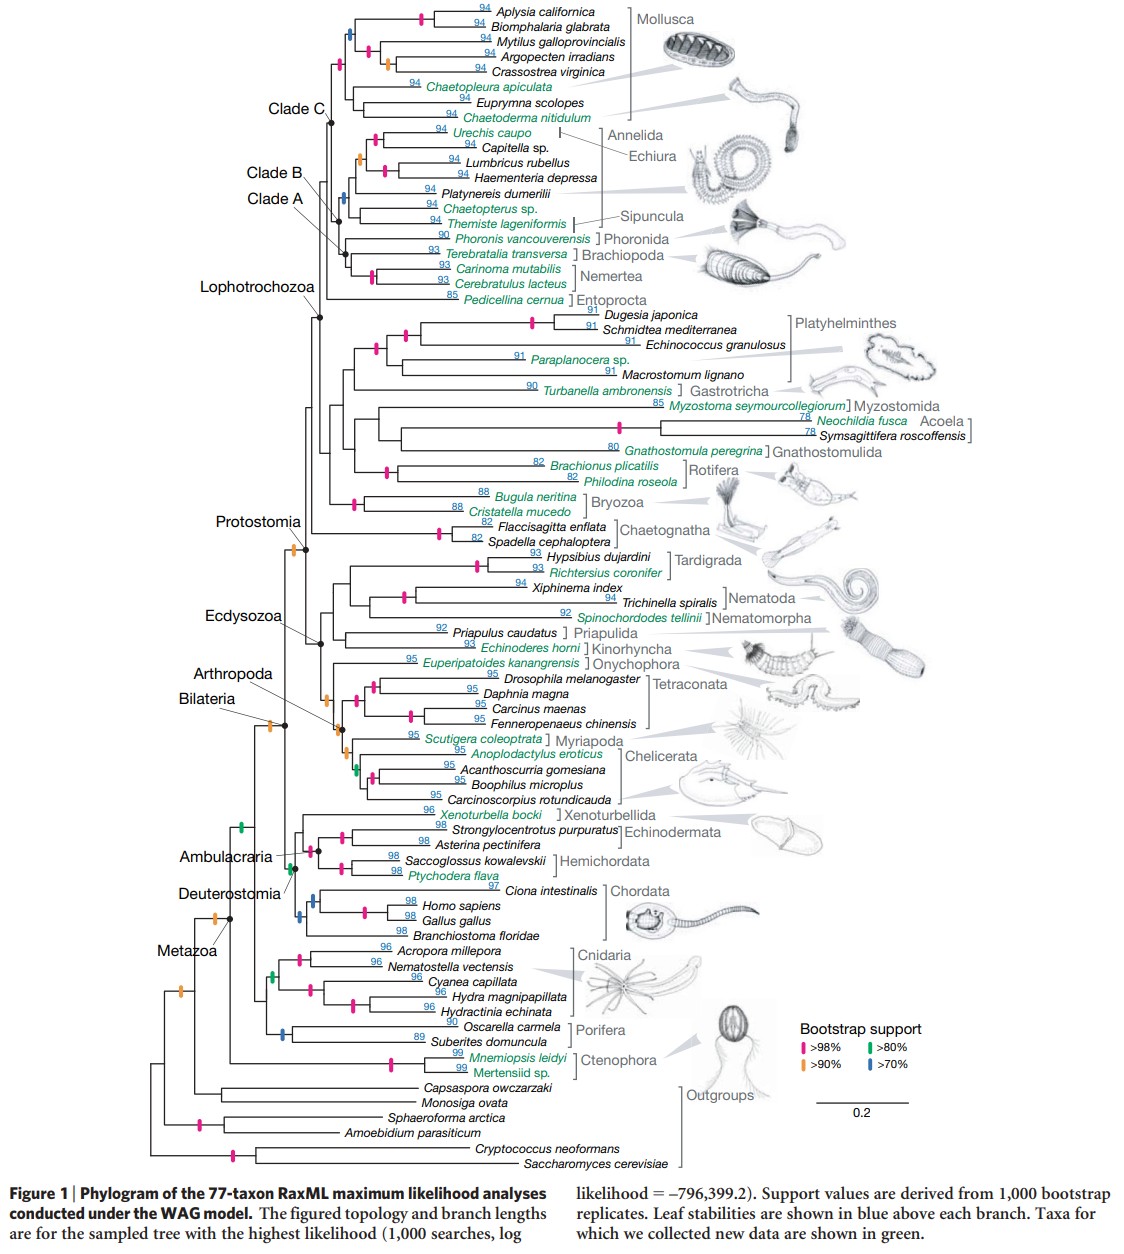 94 Aplysia californica
94 Biomphalaria glabrata
Mollusca
94 Mytilus galloprovincialis
94 Argopecten irradians
94 Crassostrea virginica
94 Chaetopleura apiculata
94 Euprymna scolopes
Clade C
94 Chaetoderma nitidulum
94 Urechis caupo
Annelida
94 Capitella sp.
Echiura
94 Lumbricus rubellus
Clade B
94 Haementeria depressa
94 Platynereis dumerilii
Clade A
94 Chaetopterus sp.
Sipuncula
94 Themiste lageniformis
90 Phoronis vancouverensis
Phoronida
93 Terebratalia transversa
Brachiopoda
93 Carinoma mutabilis
Nemertea
93 Cerebratulus lacteus
Lophotrochozoa
85 Pedicellina cernua
Entoprocta
91 Dugesia japonica
Platyhelminthes
91 Schmidtea mediterranea
91 Echinococcus granulosus
91 Paraplanocera sp.
91 Macrostomum lignano
90 Turbanella ambronensis
Gastrotricha
85 Myzostoma seymourcollegiorum
Myzostomida
78 Neochildia fusca
Acoela
78 Symsagittifera roscoffensis
80 Gnathostomula peregrina
Gnathostomulida
82 Brachionus plicatilis
Rotifera
82 Philodina roseola
88 Bugula neritina
Bryozoa
88 Cristatella mucedo
Protostomia
82 Flaccisagitta enflata
Chaetognatha
82 Spadella cephaloptera
93 Hypsibius dujardini
Tardigrada
93 Richtersius coronifer
94 Xiphinema index
Nematoda
94 Trichinella spiralis
Ecdysozoa
92 Spinochordodes tellinii
Nematomorpha
92 Priapulus caudatus
Priapulida
93 Echinoderes horni
Kinorhyncha
95 Euperipatoides kanangrensis
Onychophora
Arthropoda
95 Drosophila melanogaster
Tetraconata
95 Daphnia magna
Bilateria
95 Carcinus maenas
95 Fenneropenaeus chinensis
95 Scutigera coleoptrata
Myriapoda
95 Anoplodactylus eroticus
Chelicerata
95 Acanthoscurria gomesiana
95 Boophilus microplus
95 Carcinoscorpius rotundicauda
96 Xenoturbella bocki
Xenoturbellida
98 Strongylocentrotus purpuratus
Echinodermata
98 Asterina pectinifera
Ambulacraria
98 Saccoglossus kowalevskii
Hemichordata
98 Ptychodera flava
Deuterostomia
97 Ciona intestinalis
Chordata
98 Homo sapiens
98 Gallus gallus
98 Branchiostoma floridae
Metazoa
96 Acropora millepora
Cnidaria
96 Nematostella vectensis
96 Cyanea capillata
96 Hydra magnipapillata
96 Hydractinia echinata
90 Oscarella carmela
Porifera
89 Suberites domuncula
99 Mnemiopsis leidyi
Ctenophora
99 Mertensiid sp.
Bootstrap support
>98% >80%
>90% >70%
Capsaspora owczarzaki
Outgroups
Monosiga ovata
0.2
Sphaeroforma arctica
Amoebidium parasiticum
Cryptococcus neoformans
Saccharomyces cerevisiae
Figure 1 | Phylogram of the 77-taxon RaxML maximum likelihood analyses
conducted under the WAG model. The figured topology and branch lengths
are for the sampled tree with the highest likelihood (1,000 searches, log
likelihood = –796,399.2). Support values are derived from 1,000 bootstrap
replicates. Leaf stabilities are shown in blue above each branch. Taxa for
which we collected new data are shown in green.